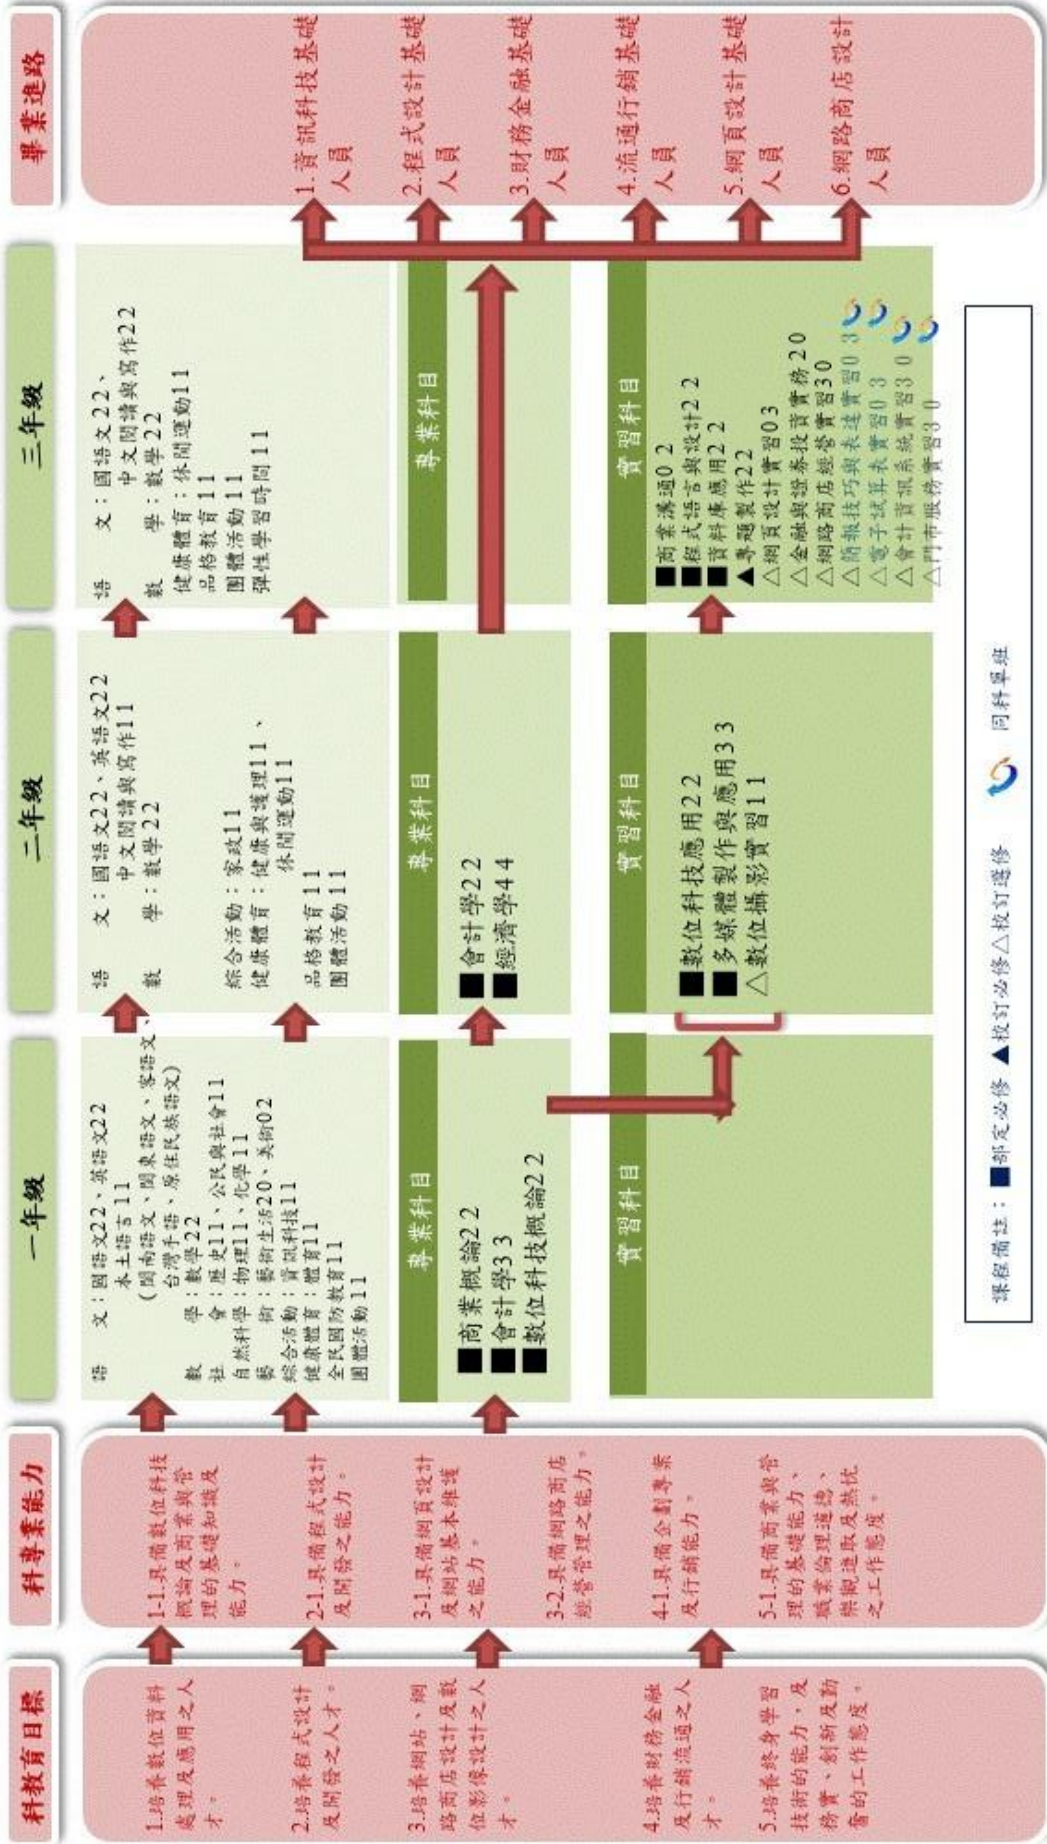 科教育目標
1.培養數位資料
處理及應用之人
才。
2.培養程式設計
及開發之人才。
3.培養網站、網
路商店設計及數
位影像設計之人
才。
4.培養財務金融
及行銷流通之人
才。
5.培養終身學習
技術的能力,及
務實、創新及勤
奮的工作態度。
科專業能力
1-1.具備數位科技
概論及商業與管
理的基礎知識及
能力。
2-1.具備程式設計
及開發之能力。
3-1.具備網頁設計
及網站基本維護
之能力。
3-2.具備網路商店
經營管理之能力。
4-1.具備企劃專案
及行銷能力。
5-1.具備商業與管
理的基礎能力、
職業倫理道德、
樂觀進取及熱忱
之工作態度。
一年級
語 文:國語文22、英語文22
本土語言11
(閩南語文、閩東語文、客語文、
台灣手語、原住民族語文)
數 學:數學22
社 會:歷史11、公民與社會11
自然科學:物理11、化學11
藝 術:藝術生活20、美術02
綜合活動:資訊科技11
健康體育:體育11
全民國防教育11
團體活動11
專業科目
■商業概論22
■會計學33
■數位科技概論22
實習科目
二年級
語 文:國語文22、英語文22
中文閱讀與寫作11
數 學:數學22
綜合活動:家政11
健康體育:健康與護理11、
休閒運動11
品格教育11
團體活動11
專業科目
■會計學22
■經濟學44
實習科目
■數位科技應用22
■多媒體製作與應用33
△數位攝影實習11
三年級
語 文:國語文22、
中文閱讀與寫作22
數 學:數學22
健康體育:休閒運動11
品格教育11
團體活動11
彈性學習時間11
專業科目
實習科目
■商業溝通02
■程式語言與設計22
■資料庫應用22
▲專題製作22
△網頁設計實習03
△金融與證券投資實務20
△網路商店經營實習30
△簡報技巧與表達實習03
△電子試算表實習03
△會計資訊系統實習30
△門市服務實習30
畢業進路
1.資訊科技基礎
人員
2.程式設計基礎
人員
3.財務金融基礎
人員
4.流通行銷基礎
人員
5.網頁設計基礎
人員
6.網路商店設計
人員
課程備註:■部定必修 ▲校訂必修△校訂選修 同科單班